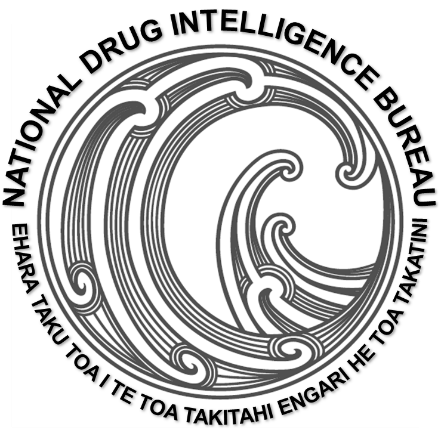 NATIONAL DRUG INTELLIGENCE BUREAU
EHARA TAKU TOA I TE TOA TAKITAHI ENGARI HE TOA TAKATINI